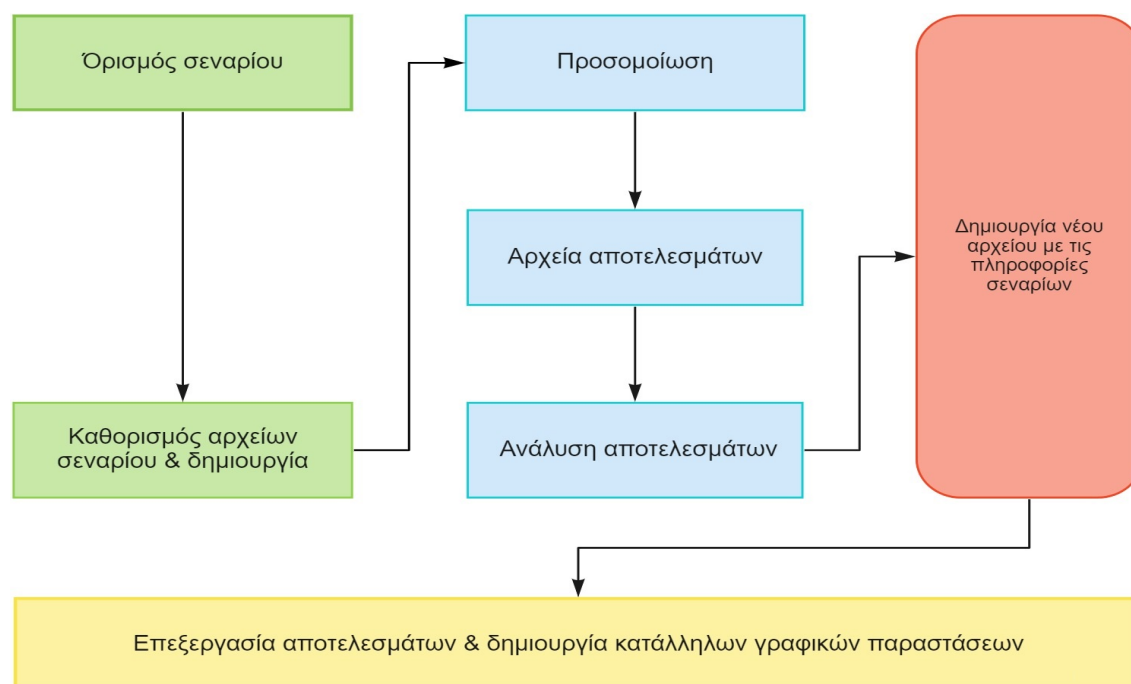 Όρισμός σεναρίου
Καθορισμός αρχείων
σεναρίου & δημιουργία
Προσομοίωση
Αρχεία αποτελεσμάτων
Ανάλυση αποτελεσμάτων
Δημιουργία νέου
αρχείου με τις
πληροφορίες
σεναρίων
Επεξεργασία αποτελεσμάτων & δημιουργία κατάλληλων γραφικών παραστάσεων